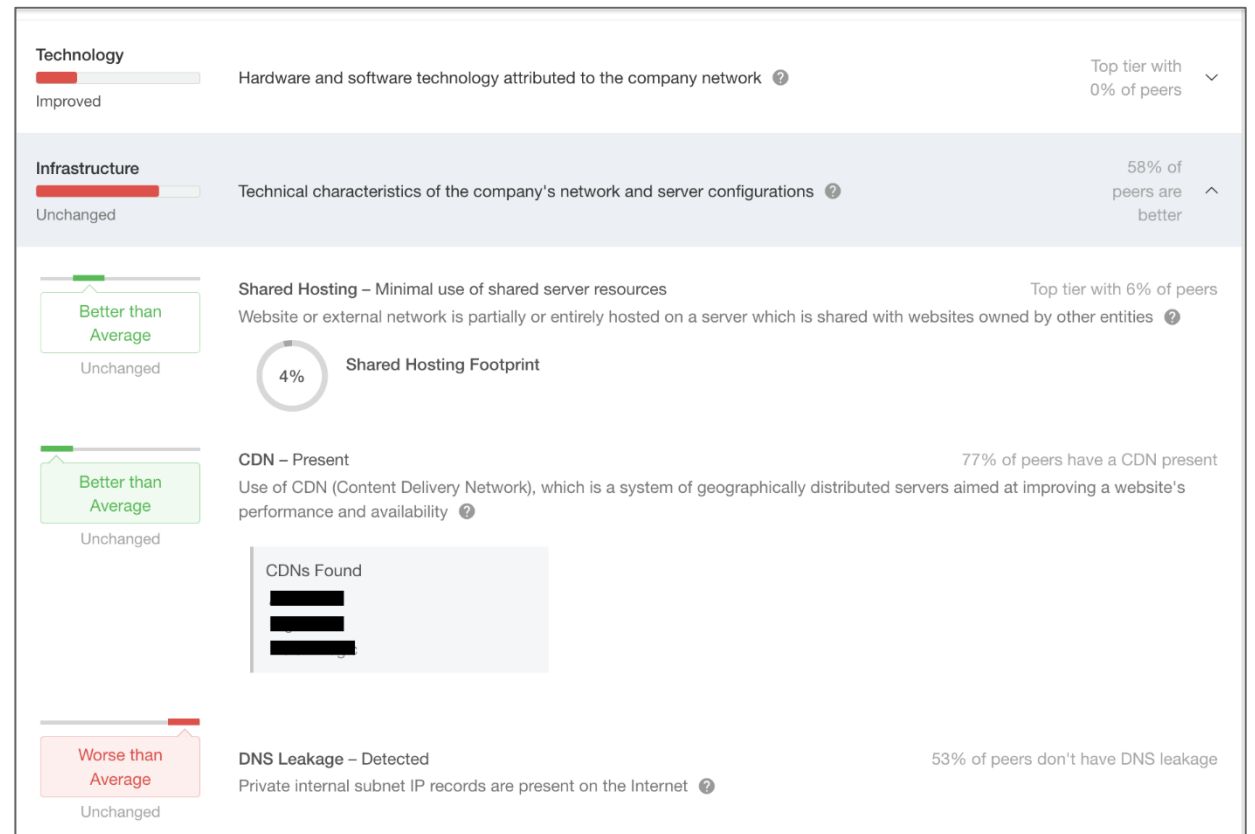 Technology
Improved
Hardware and software technology attributed to the company network ?
Top tier with
0% of peers
Infrastructure
Unchanged
Technical characteristics of the company's network and server configurations ?
58% of
peers are
better
Better than
Average
Unchanged
Shared Hosting – Minimal use of shared server resources
Top tier with 6% of peers
Website or external network is partially or entirely hosted on a server which is shared with websites owned by other entities ?
4%
Shared Hosting Footprint
Better than
Average
Unchanged
CDN – Present
77% of peers have a CDN present
Use of CDN (Content Delivery Network), which is a system of geographically distributed servers aimed at improving a website's
performance and availability ?
CDNs Found
Worse than
Average
Unchanged
DNS Leakage – Detected
53% of peers don't have DNS leakage
Private internal subnet IP records are present on the Internet ?